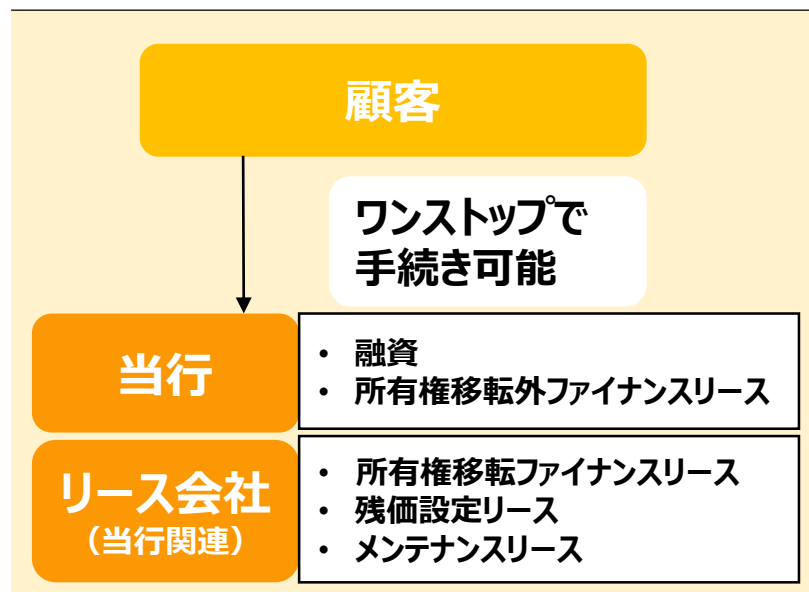 顧客
ワンストップで
手続き可能
当行
・ 融資
・ 所有権移転外ファイナンスリース
リース会社
（当行関連）
・ 所有権移転ファイナンスリース
・ 残価設定リース
・ メンテナンスリース